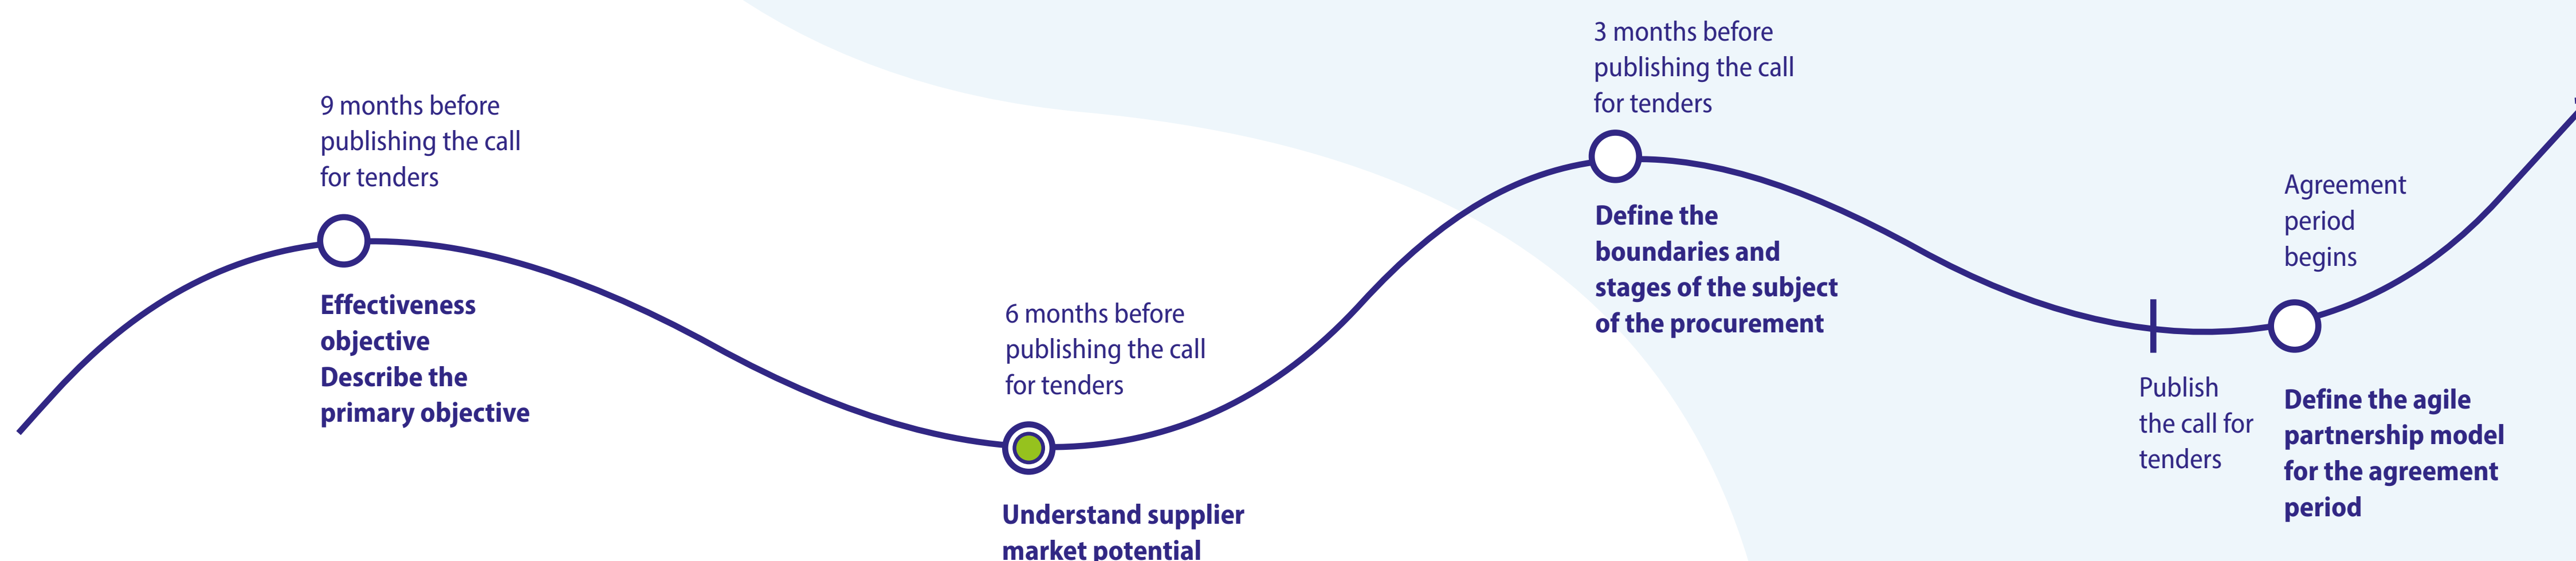 9 months before
publishing the call
for tenders
Effectiveness
objective
Describe the
primary objective
6 months before
publishing the call
for tenders
Understand supplier
market potential
3 months before
publishing the call
for tenders
Define the
boundaries and
stages of the subject
of the procurement
Publish
the call for
tenders
Agreement
period
begins
Define the agile
partnership model
for the agreement
period